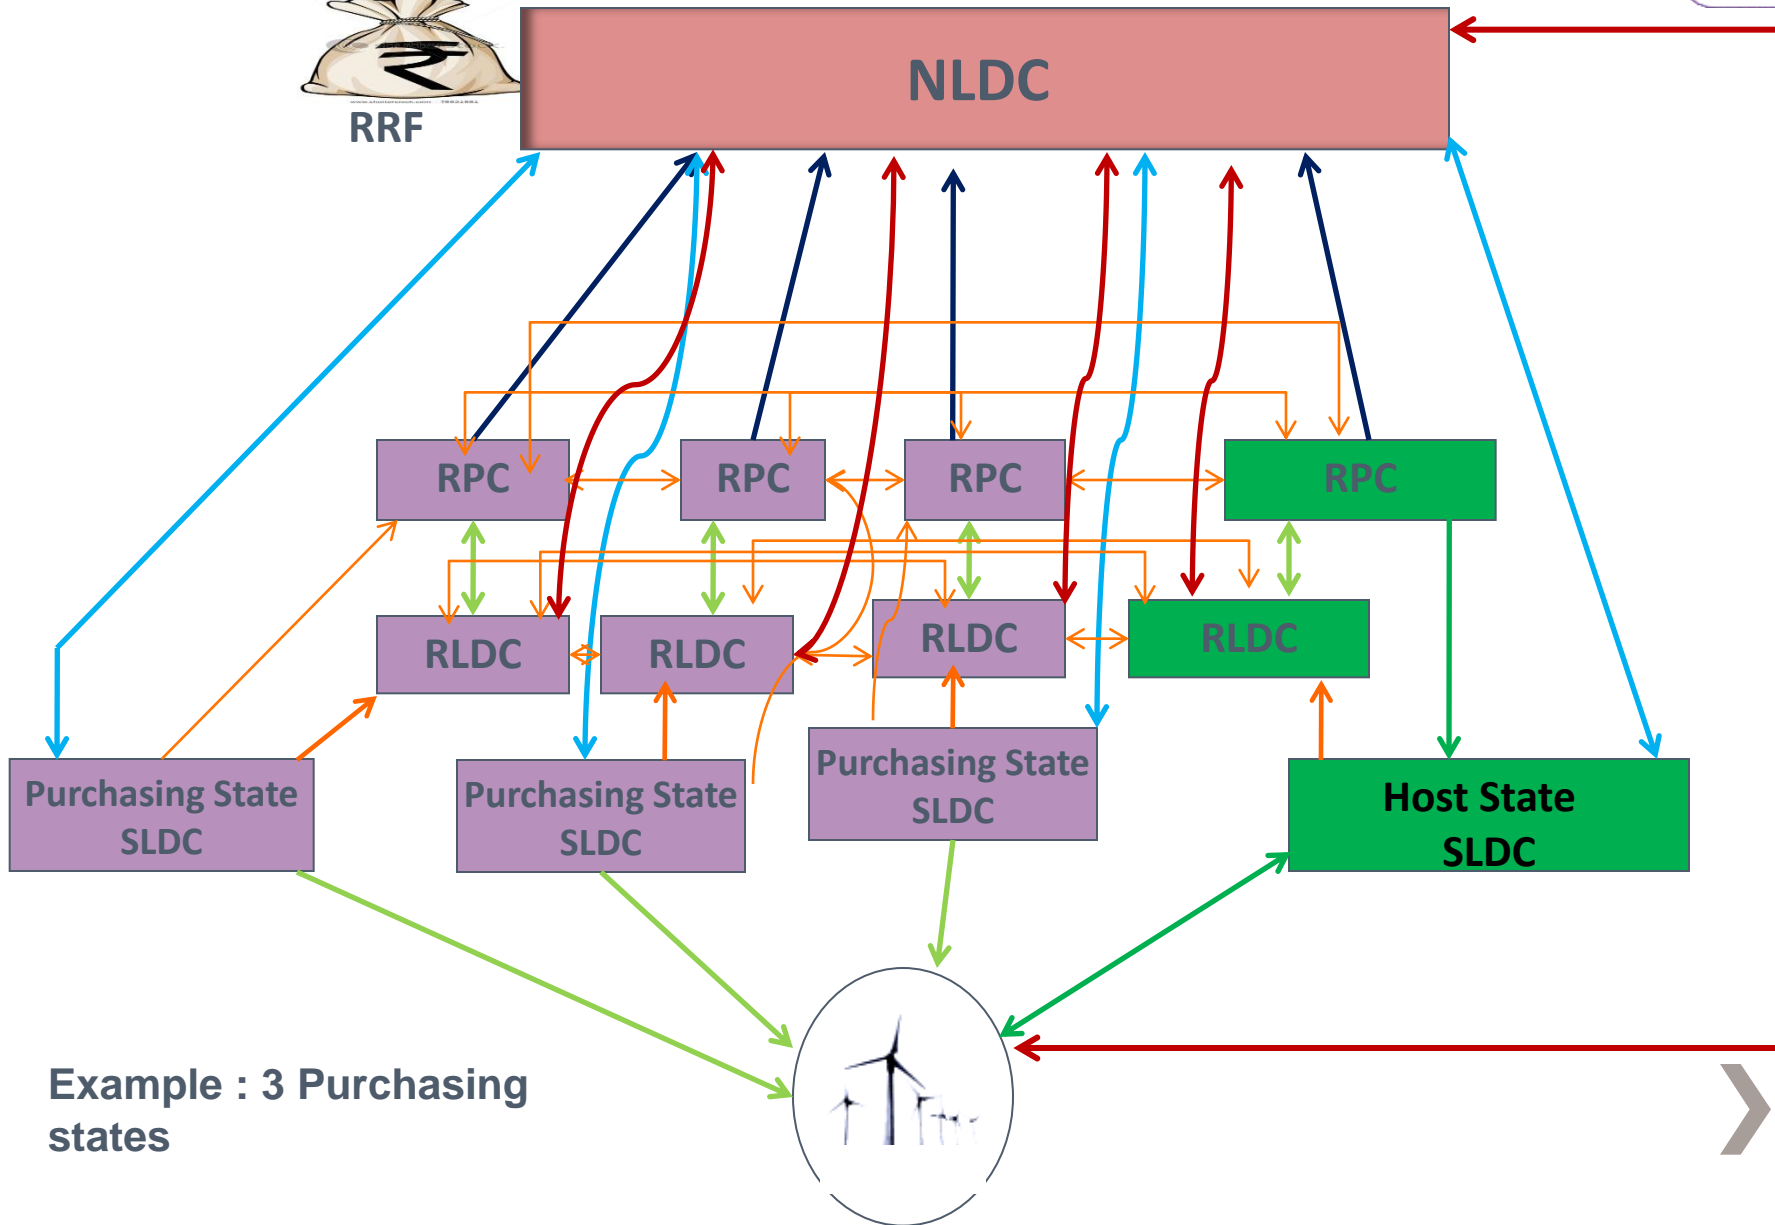 NLDC
RRF
RPC
RPC
RPC
RPC
RLDC
RLDC
RLDC
RLDC
Purchasing State
SLDC
Purchasing State
SLDC
Purchasing State
SLDC
Host State
SLDC
Example : 3 Purchasing
states